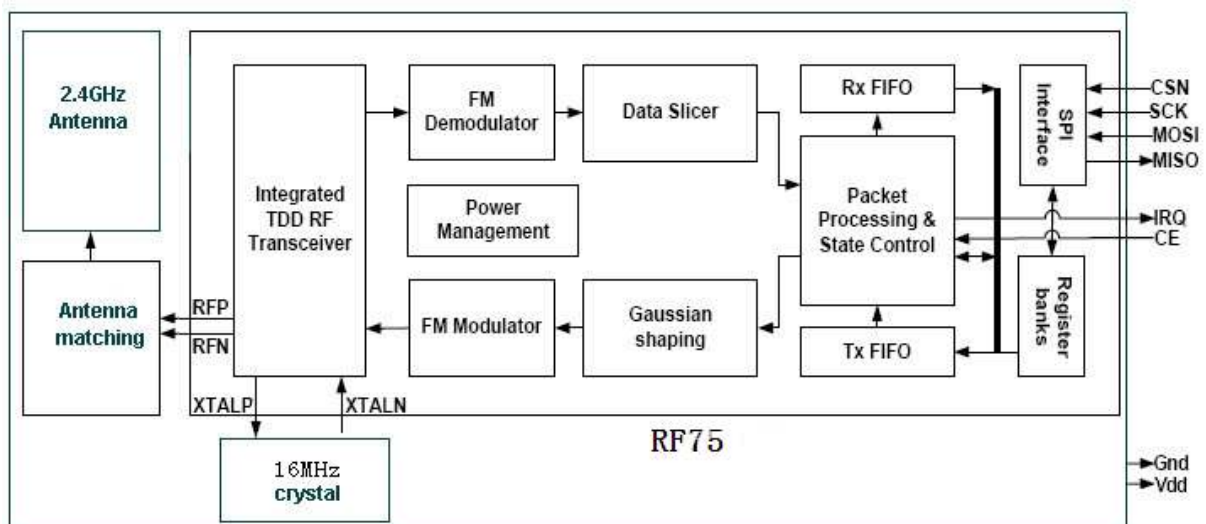 2.4GHz
Antenna
Antenna
matching
RFP
RFN
XTALP
XTALN
16MHz
crystal
Integrated
TDD RF
Transceiver
FM
Demodulator
Data Slicer
Power
Management
FM Modulator
Gaussian
shaping
Rx FIFO
Packet
Processing &
State Control
Tx FIFO
SPI
Interface
Register
banks
CSN
SCK
MOSI
MISO
IRQ
CE
RF75
Gnd
Vdd